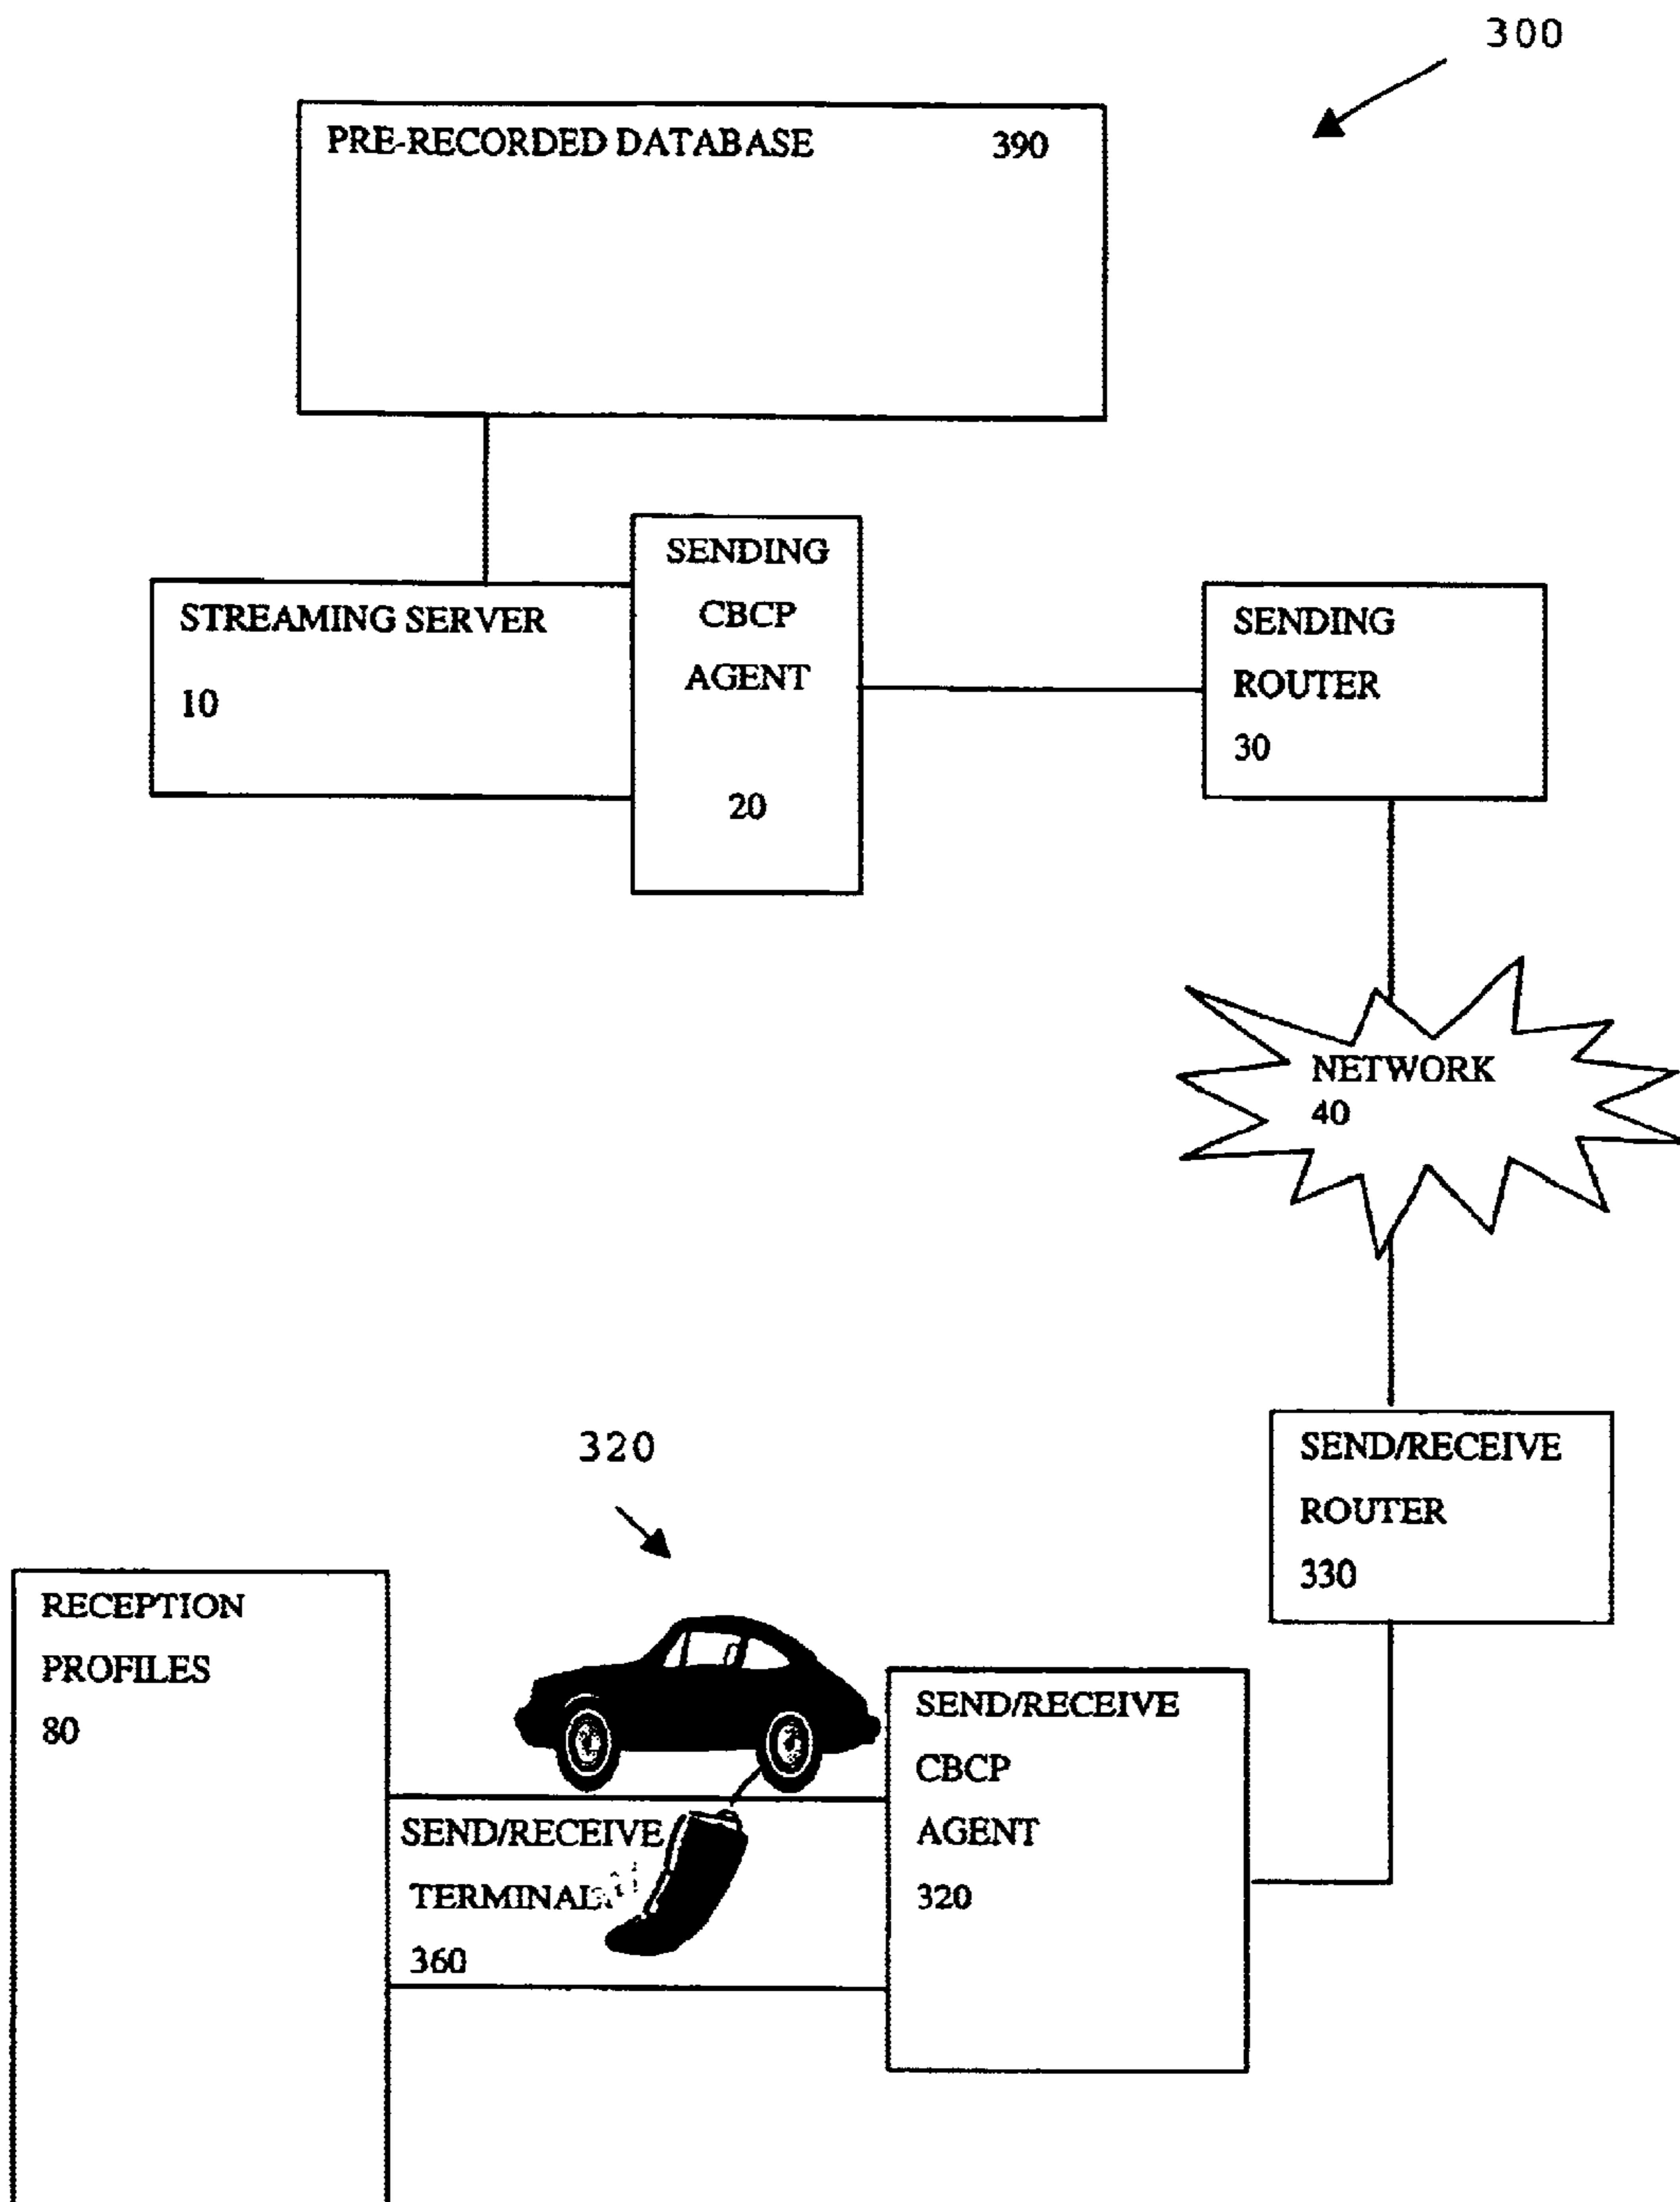 300
PRE-RECORDED DATABASE 390
STREAMING SERVER
10
SENDING
CBCP
AGENT
20
SENDING
ROUTER
30
NETWORK
40
SEND/RECEIVE
ROUTER
330
320
RECEPTION
PROFILES
80
SEND/RECEIVE
TERMINAL
360
SEND/RECEIVE
CBCP
AGENT
320